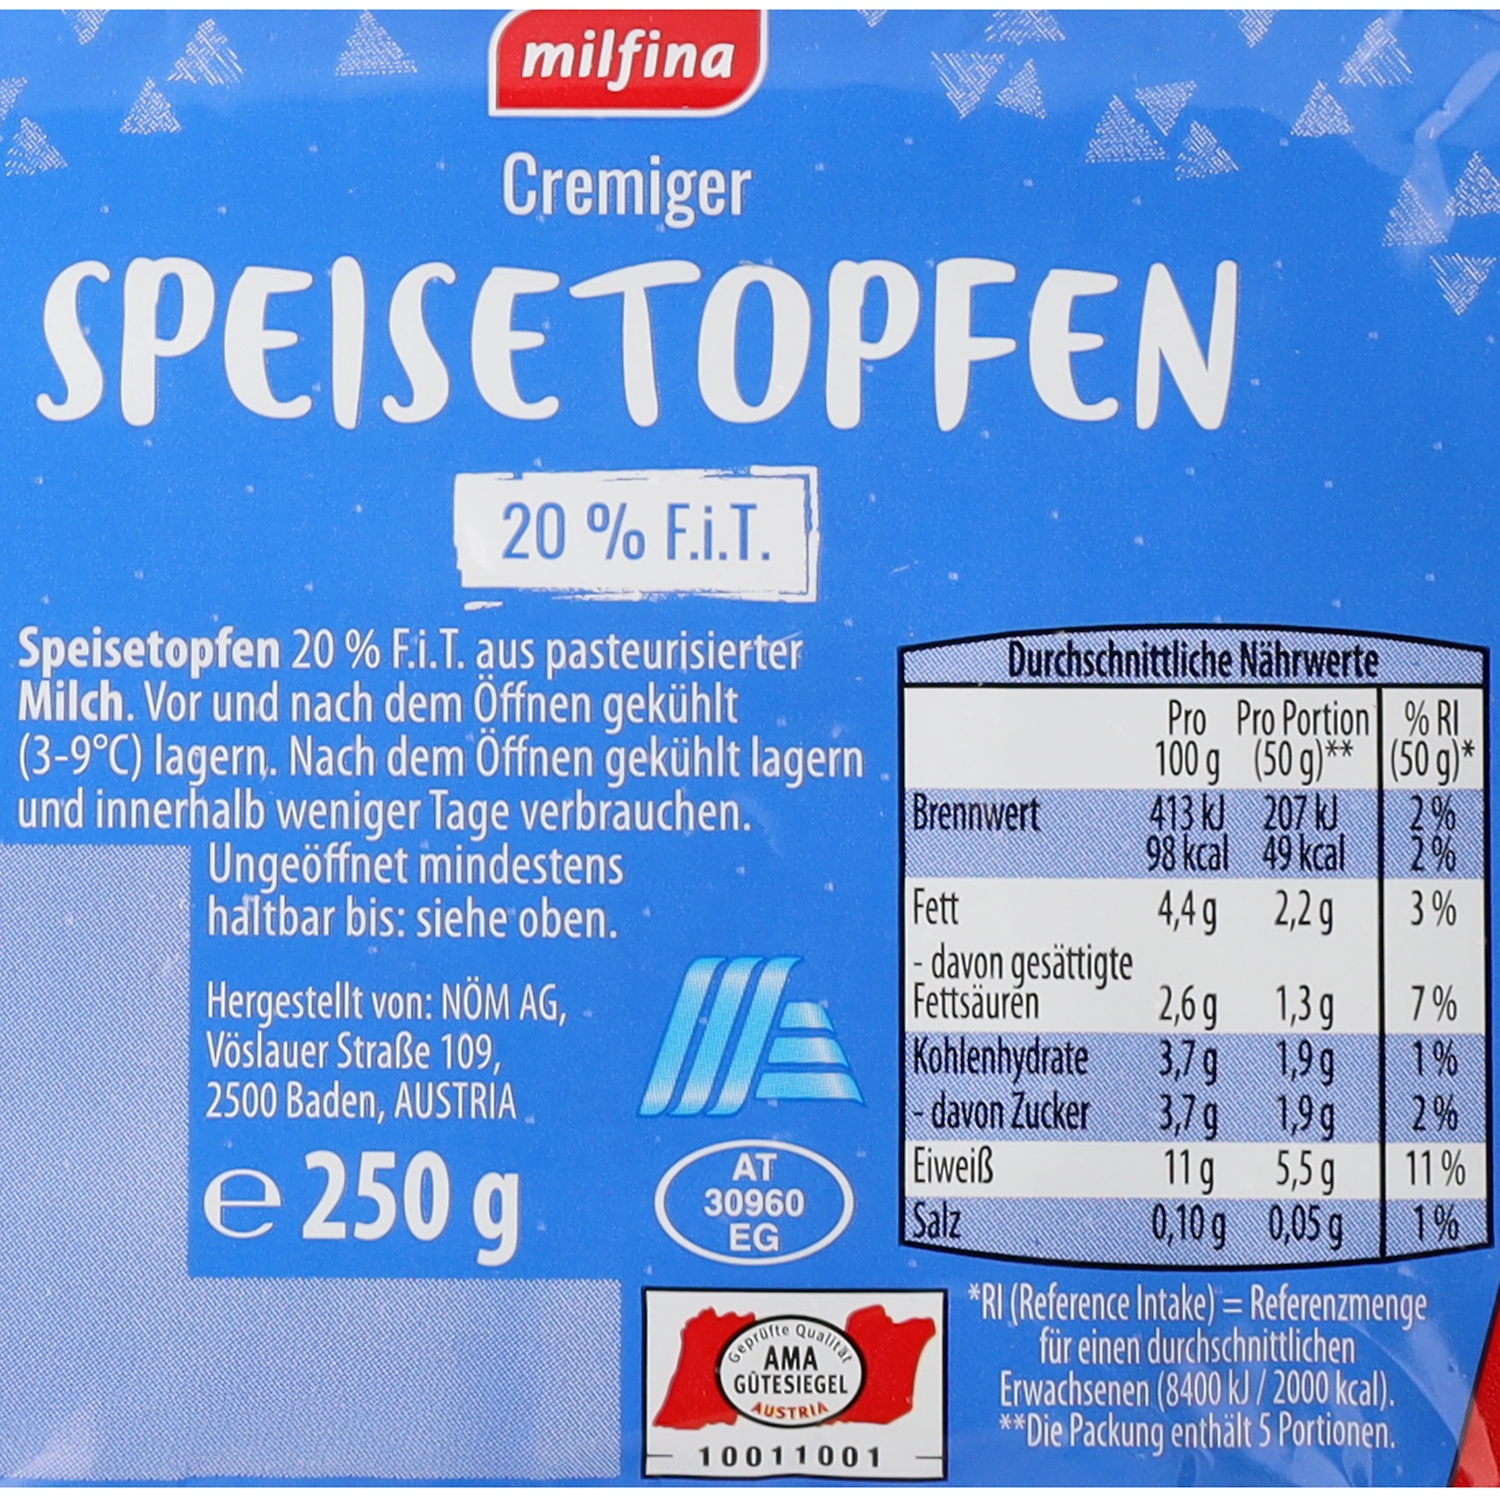 milfina
Cremiger
SPEISETOPFEN
20 % F.i.T.
Speisetopfen 20 % F.i.T. aus pasteurisierter
Milch. Vor und nach dem Öffnen gekühlt
(3-9°C) lagern. Nach dem Öffnen gekühlt lagern
und innerhalb weniger Tage verbrauchen.
Ungeöffnet mindestens
haltbar bis: siehe oben.
Hergestellt von: NÖM AG,
Vöslauer Straße 109,
2500 Baden, AUSTRIA
e 250 g
AT
30960
EG
Geprüfte Qualität
AMA
GÜTESIEGEL
AUSTRIA
10011001
Durchschnittliche Nährwerte
Pro Pro Portion % RI
100 g (50 g)** (50 g)*
Brennwert 413 kJ 207 kJ 2 %
98 kcal 49 kcal 2 %
Fett 4,4 g 2,2 g 3 %
- davon gesättigte
Fettsäuren 2,6 g 1,3 g 7 %
Kohlenhydrate 3,7 g 1,9 g 1 %
- davon Zucker 3,7 g 1,9 g 2 %
Eiweiß 11 g 5,5 g 11 %
Salz 0,10 g 0,05 g 1 %
*RI (Reference Intake) = Referenzmenge
für einen durchschnittlichen
Erwachsenen (8400 kJ / 2000 kcal).
**Die Packung enthält 5 Portionen.